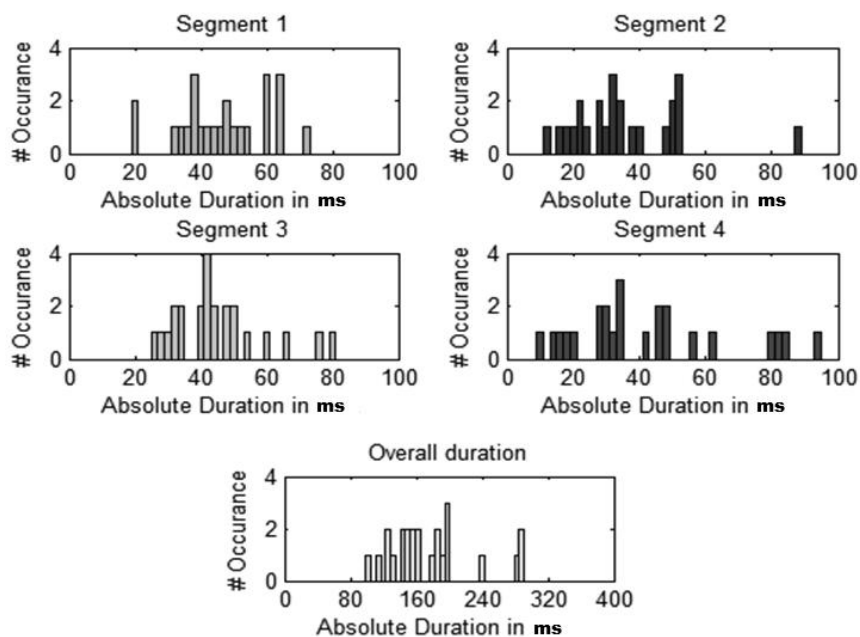 Segment 1
4
2
0
# Occurance
0 20 40 60 80 100
Absolute Duration in ms
Segment 2
4
2
0
# Occurance
0 20 40 60 80 100
Absolute Duration in ms
Segment 3
4
2
0
# Occurance
0 20 40 60 80 100
Absolute Duration in ms
Segment 4
4
2
0
# Occurance
0 20 40 60 80 100
Absolute Duration in ms
Overall duration
4
2
0
# Occurance
0 80 160 240 320 400
Absolute Duration in ms